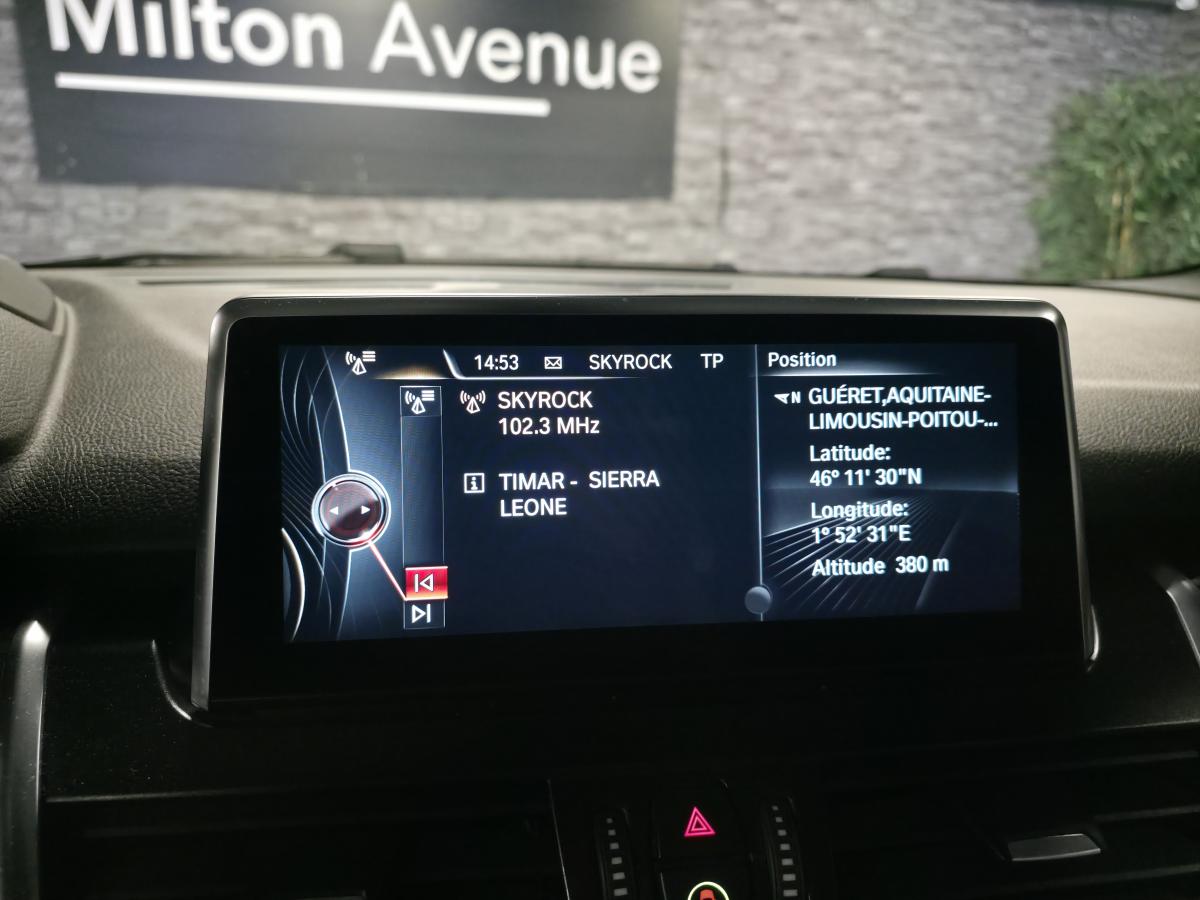 Milton Avenue
14:53 SKYROCK TP
SKYROCK
102.3 MHz
TIMAR - SIERRA
LEONE
Position
N GUÉRET,AQUITAINE-
LIMOUSIN-POITOU-...
Latitude:
46° 11' 30"N
Longitude:
1° 52' 31"E
Altitude 380 m